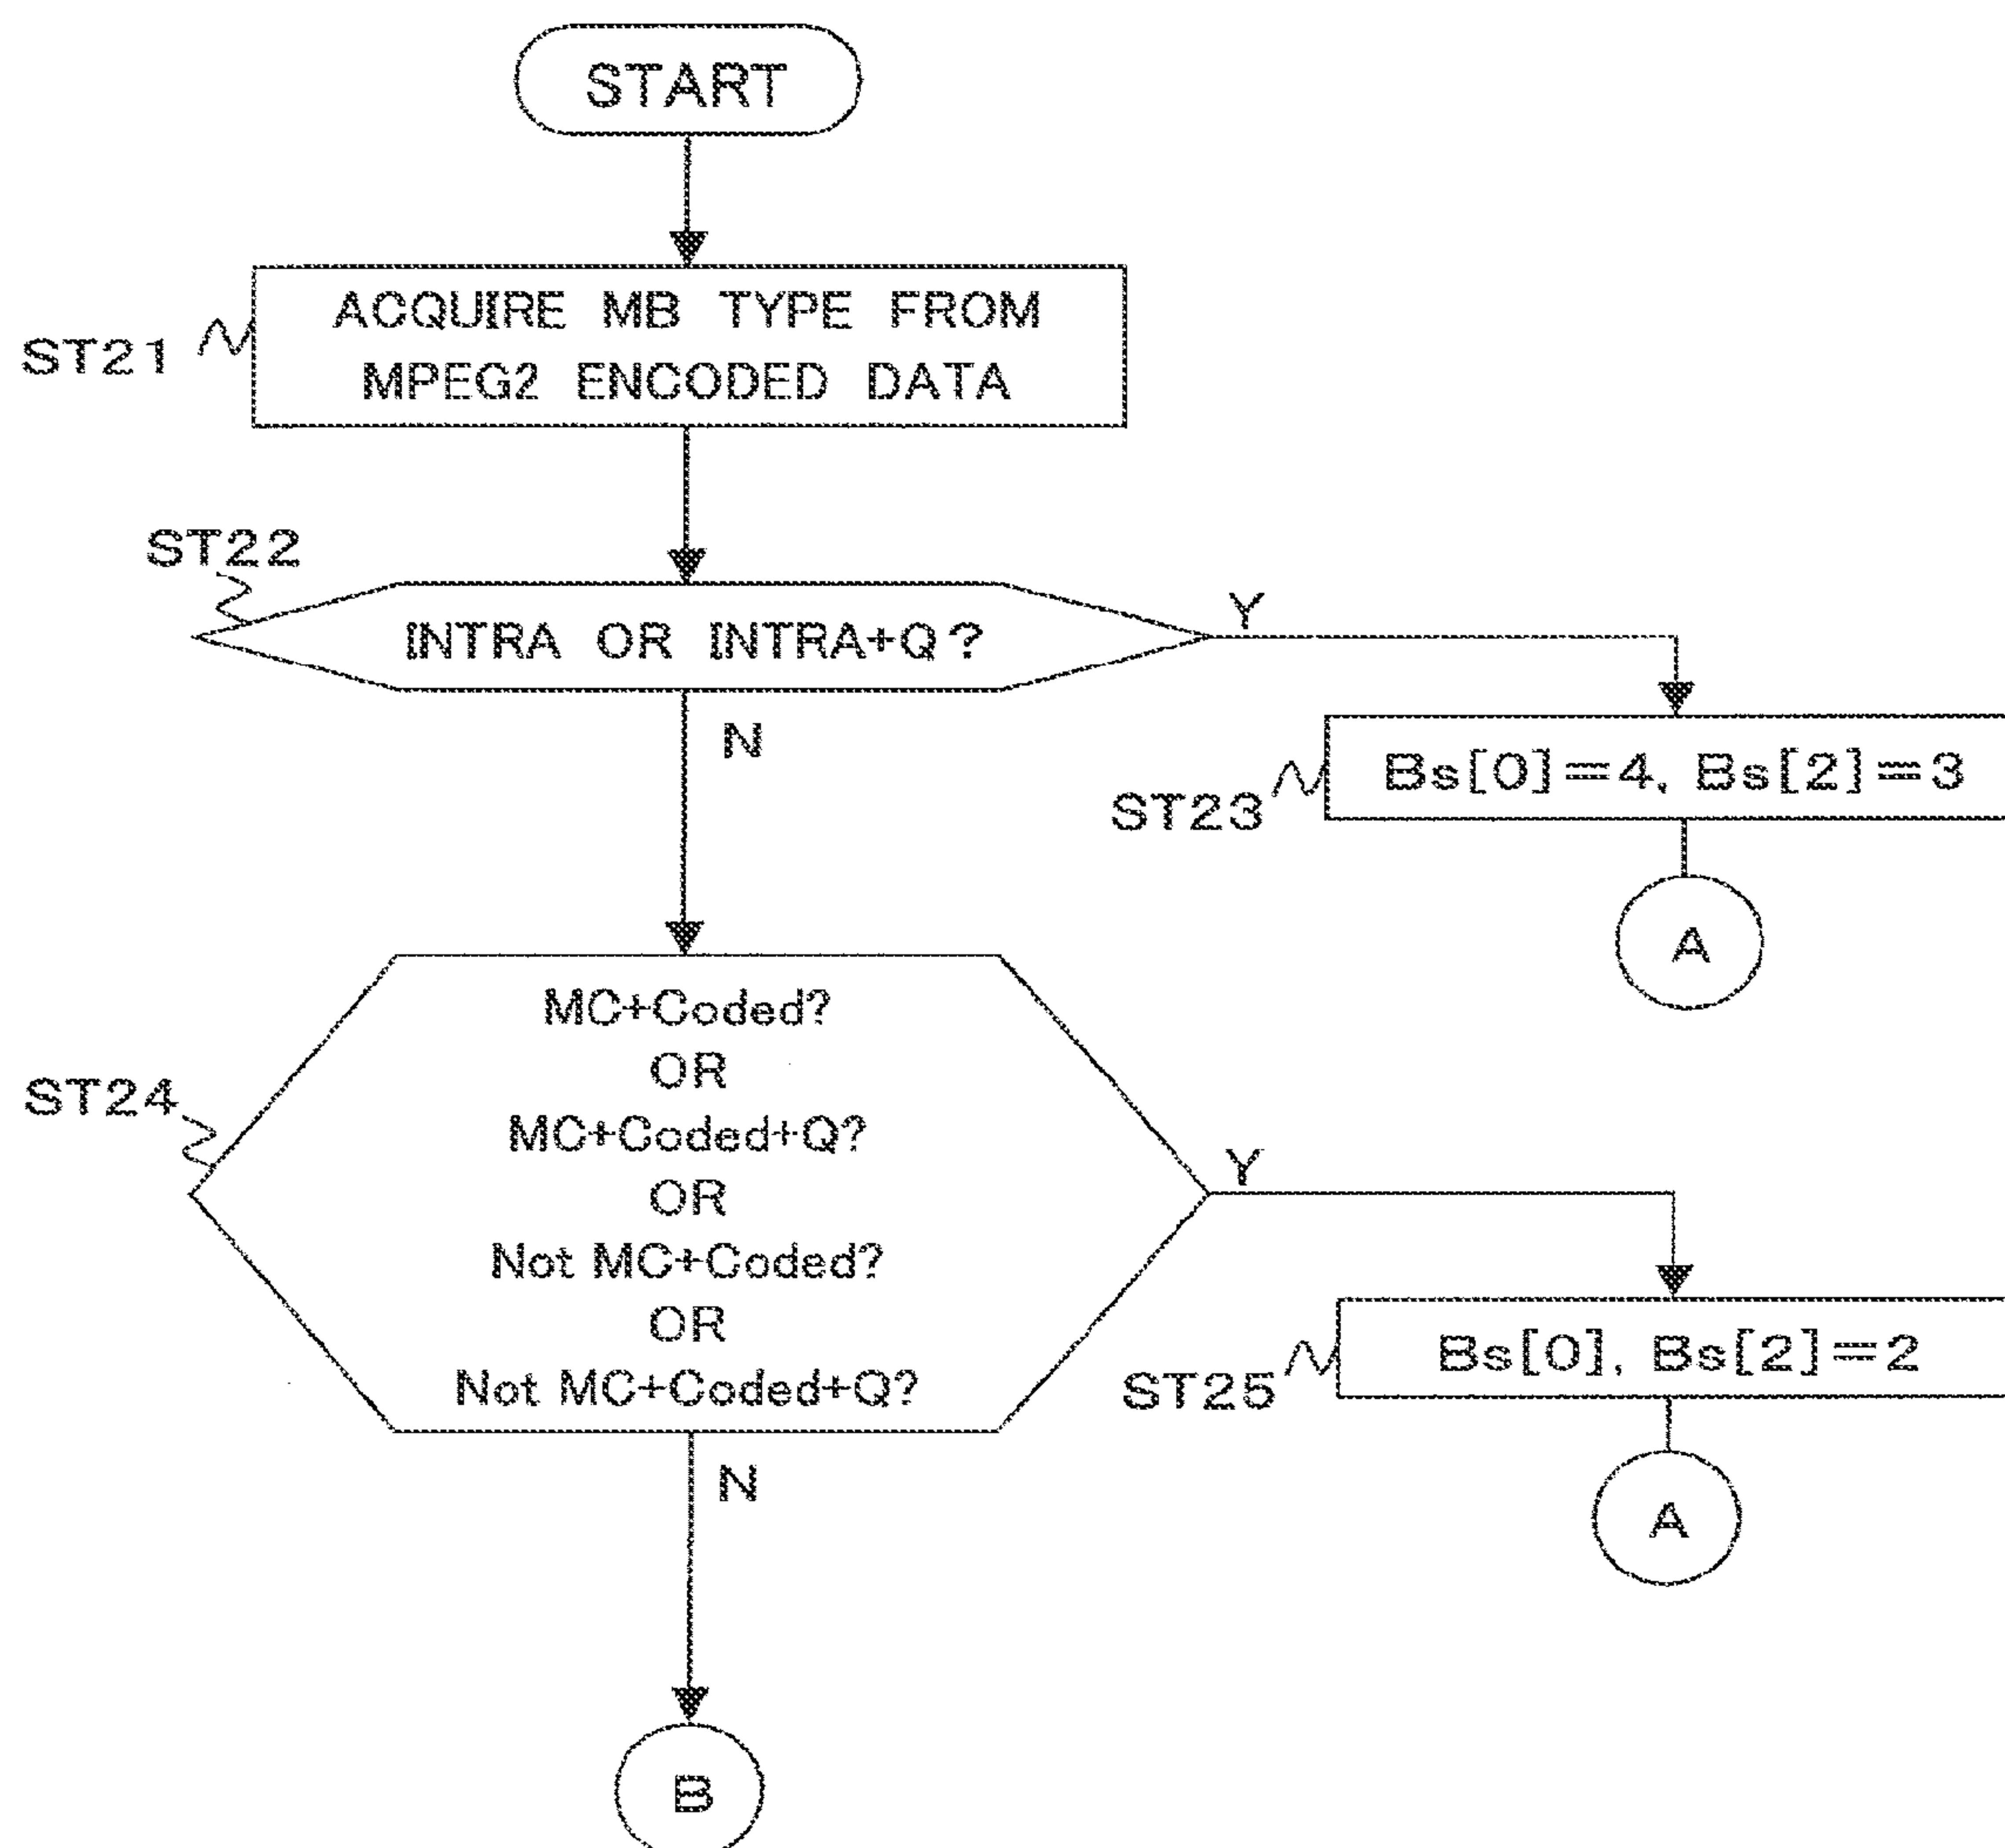 START
ACQUIRE MB TYPE FROM
MPEG2 ENCODED DATA
ST21
ST22
INTRA OR INTRA+Q?
Y
N
Bs[0]=4, Bs[2]=3
ST23
A
MC+Coded?
OR
MC+Coded+Q?
OR
Not MC+Coded?
OR
Not MC+Coded+Q?
ST24
Y
N
Bs[0], Bs[2]=2
ST25
A
B